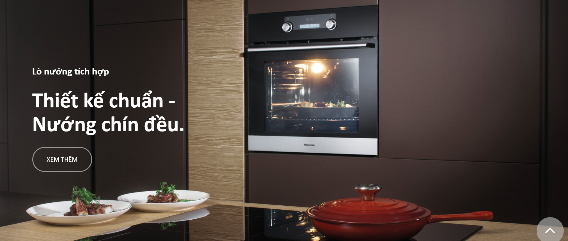 Lò nướng tích hợp
Thiết kế chuẩn -
Nướng chín đều.
XEM THÊM